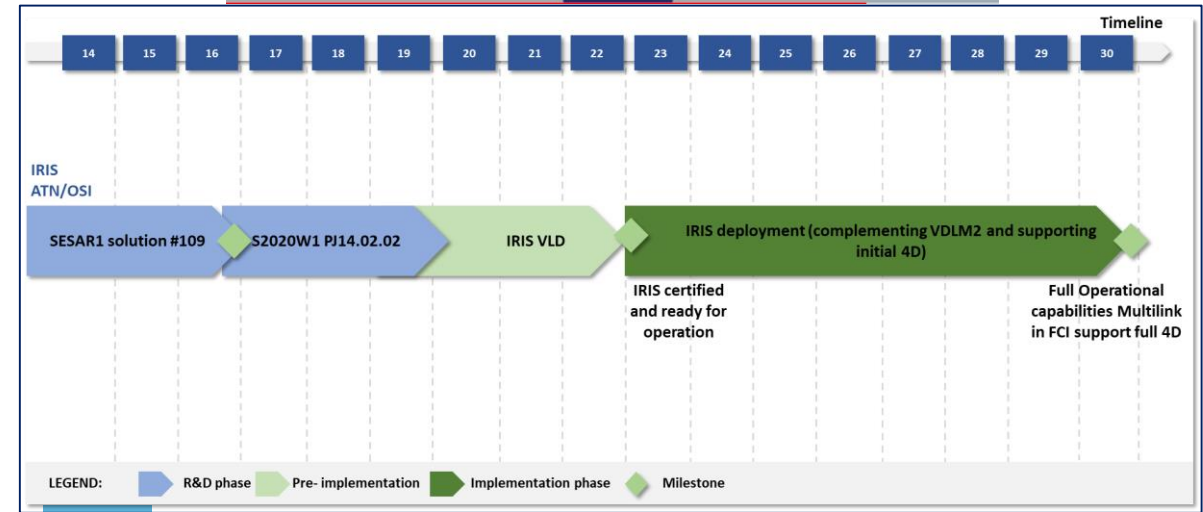 Timeline
14 15 16 17 18 19 20 21 22 23 24 25 26 27 28 29 30
IRIS
ATN/OSI
SESAR1 solution #109
S2020W1 PJ14.02.02
IRIS VLD
IRIS deployment (complementing VDLM2 and supporting
initial 4D)
IRIS certified
and ready for
operation
Full Operational
capabilities Multilink
in FCI support full 4D
LEGEND: R&D phase Pre- implementation Implementation phase Milestone